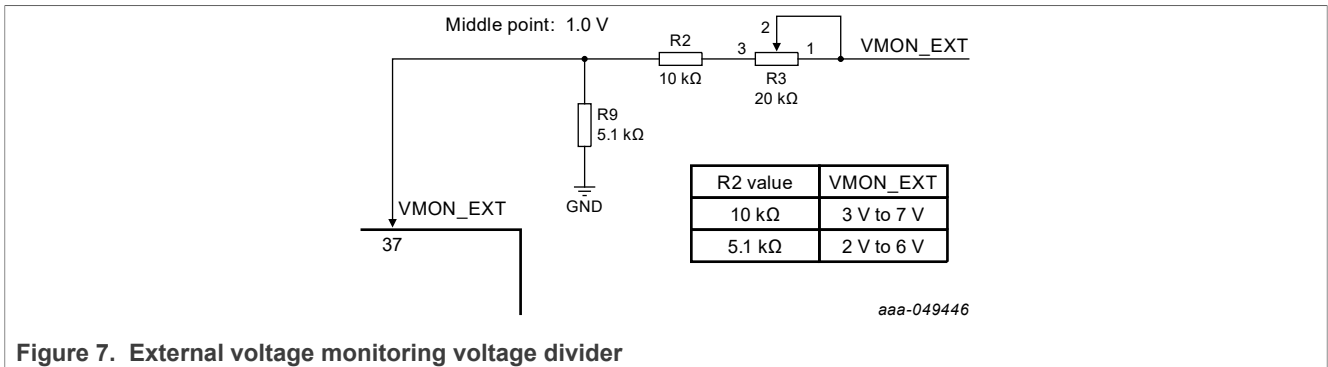 Middle point: 1.0 V
2
R2
3
1
VMON_EXT
10 kΩ
R3
20 kΩ
R9
5.1 kΩ
GND
VMON_EXT
37
R2 value VMON_EXT
10 kΩ 3 V to 7 V
5.1 kΩ 2 V to 6 V
aaa-049446
Figure 7. External voltage monitoring voltage divider